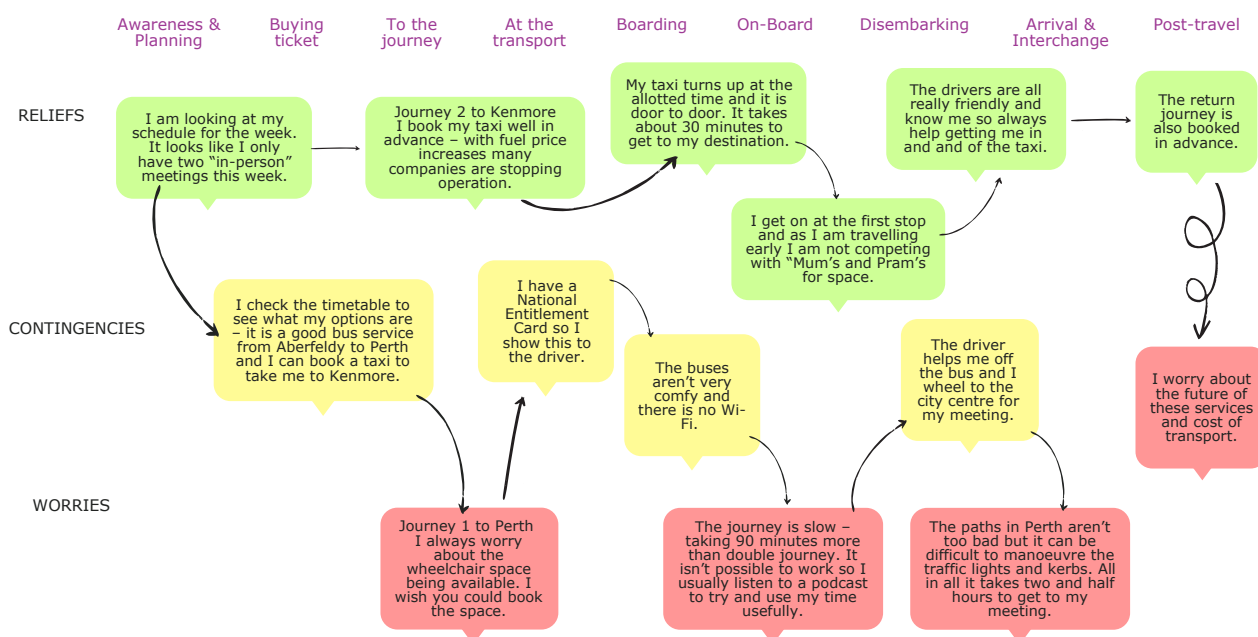 Awareness &
Planning
Buying
ticket
To the
journey
At the
transport
Boarding
On-Board
Disembarking
Arrival &
Interchange
Post-travel
RELIEFS
I am looking at my
schedule for the week.
It looks like I only
have two “in-person”
meetings this week.
Journey 2 to Kenmore
I book my taxi well in
advance – with fuel price
increases many
companies are stopping
operation.
My taxi turns up at the
allotted time and it is
door to door. It takes
about 30 minutes to
get to my destination.
I get on at the first stop
and as I am travelling
early I am not competing
with “Mum’s and Pram’s
for space.
The drivers are all
really friendly and
know me so always
help getting me in
and and of the taxi.
The return
journey is
also booked
in advance.
CONTINGENCIES
I check the timetable to
see what my options are
– it is a good bus service
from Aberfeldy to Perth
and I can book a taxi to
take me to Kenmore.
I have a
National
Entitlement
Card so I
show this to
the driver.
The buses
aren’t very
comfy and
there is no Wi-
Fi.
The driver
helps me off
the bus and I
wheel to the
city centre for
my meeting.
I worry about
the future of
these services
and cost of
transport.
WORRIES
Journey 1 to Perth
I always worry
about the
wheelchair space
being available. I
wish you could book
the space.
The journey is slow –
taking 90 minutes more
than double journey. It
isn’t possible to work so I
usually listen to a podcast
to try and use my time
usefully.
The paths in Perth aren’t
too bad but it can be
difficult to manoeuvre the
traffic lights and kerbs. All
in all it takes two and half
hours to get to my
meeting.